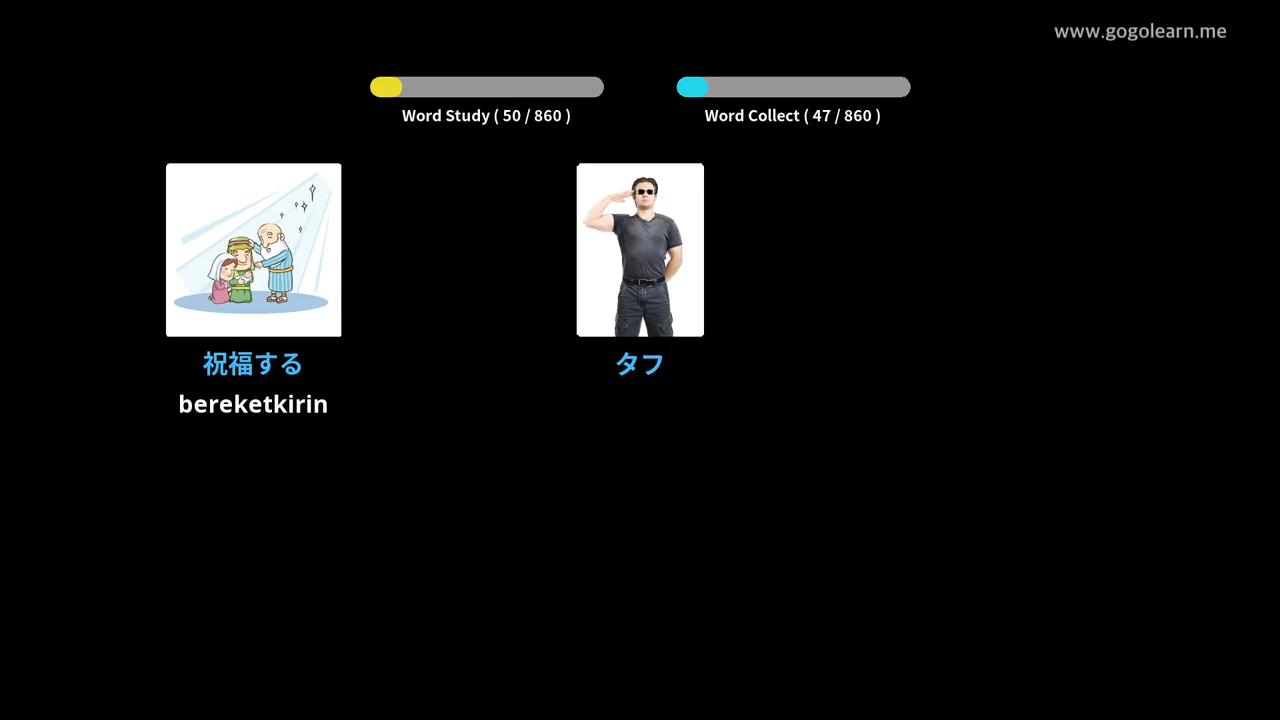 www.gogolearn.me
Word Study ( 50 / 860 )
Word Collect ( 47 / 860 )
祝福する
タフ
bereketkirin